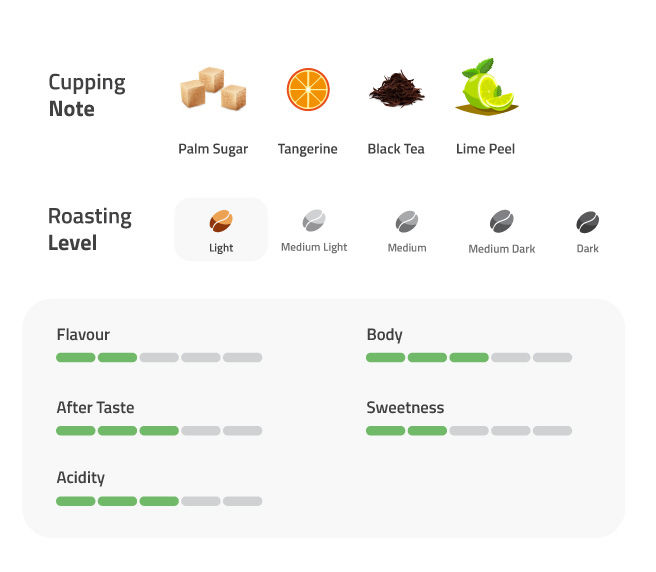 Cupping
Note
Palm Sugar
Tangerine
Black Tea
Lime Peel
Roasting
Level
Light
Medium Light
Medium
Medium Dark
Dark
Flavour
Body
After Taste
Sweetness
Acidity